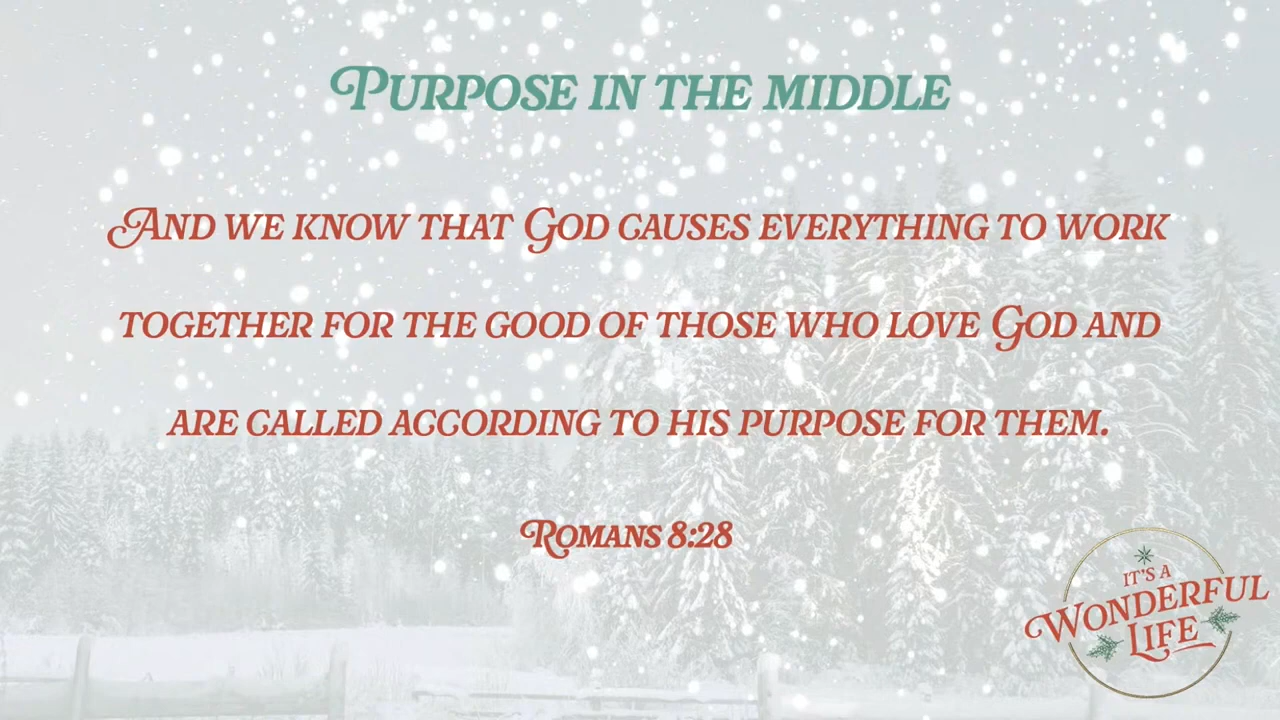 Purpose in the middle
And we know that God causes everything to work
together for the good of those who love God and
are called according to his purpose for them.
Romans 8:28
It's a
Wonderful
Life